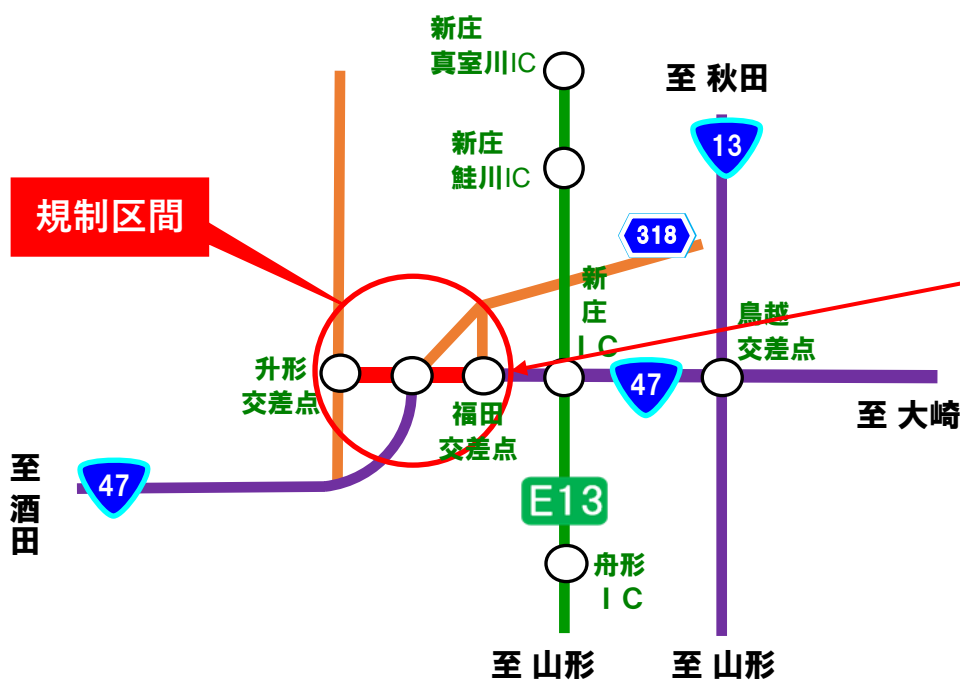 新庄
真室川IC
至 秋田
13
新庄
鮭川IC
規制区間
318
新
庄
ＩＣ
鳥越
交差点
升形
交差点
47
福田
交差点
至 大崎
至 酒田
47
E13
舟形
ＩＣ
至 山形
至 山形